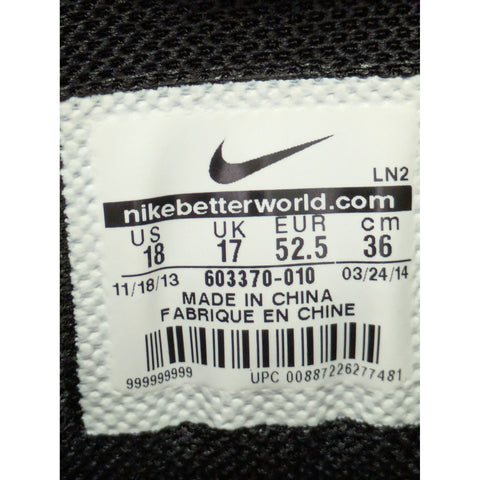 LN2
nikebetterworld.com
US UK EUR cm
18 17 52.5 36
11/18/13 603370-010 03/24/14
MADE IN CHINA
FABRIQUE EN CHINE
999999999 UPC 00887226277481